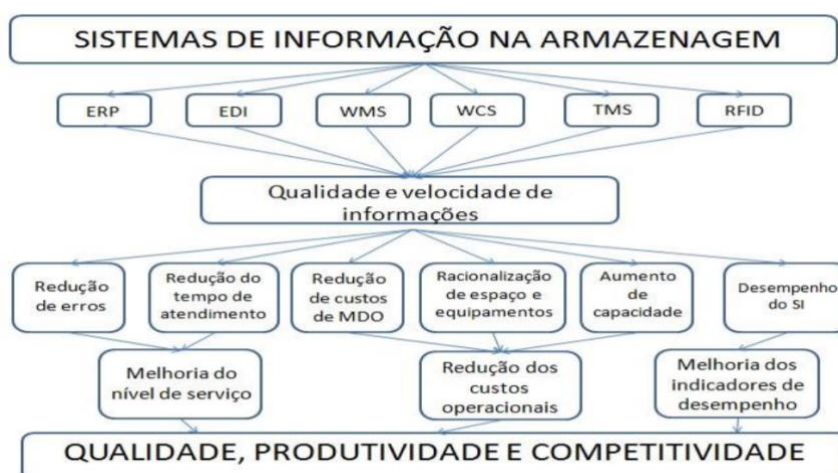 SISTEMAS DE INFORMAÇÃO NA ARMAZENAGEM
ERP
EDI
WMS
WCS
TMS
RFID
Qualidade e velocidade de
informações
Redução
de erros
Redução do
tempo de
atendimento
Redução
de custos
de MDO
Racionalização
de espaço e
equipamentos
Aumento
de
capacidade
Desempenho
do SI
Melhoria do
nível de serviço
Redução dos
custos
operacionais
Melhoria dos
indicadores de
desempenho
QUALIDADE, PRODUTIVIDADE E COMPETITIVIDADE